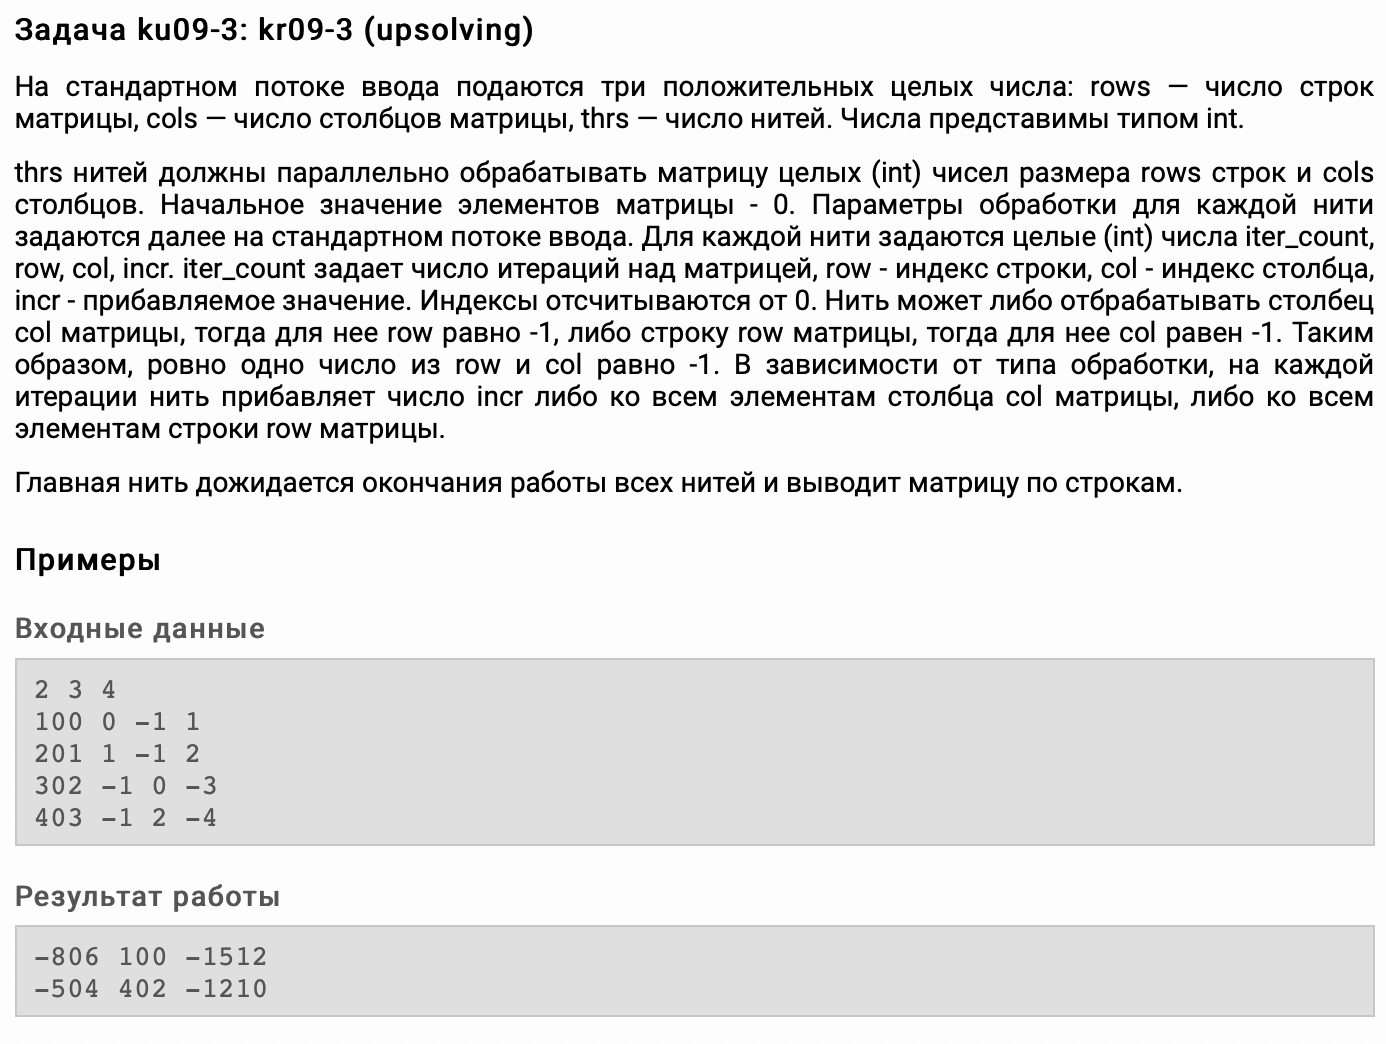 Задача ku09-3: kr09-3 (upsolving)
На стандартном потоке ввода подаются три положительных целых числа: rows — число строк
матрицы, cols — число столбцов матрицы, thrs — число нитей. Числа представимы типом int.
thrs нитей должны параллельно обрабатывать матрицу целых (int) чисел размера rows строк и cols
столбцов. Начальное значение элементов матрицы - 0. Параметры обработки для каждой нити
задаются далее на стандартном потоке ввода. Для каждой нити задаются целые (int) числа iter_count,
row, col, incr. iter_count задает число итераций над матрицей, row - индекс строки, col - индекс столбца,
incr - прибавляемое значение. Индексы отсчитываются от 0. Нить может либо отбрабатывать столбец
col матрицы, тогда для нее row равно -1, либо строку row матрицы, тогда для нее col равен -1. Таким
образом, ровно одно число из row и col равно -1. В зависимости от типа обработки, на каждой
итерации нить прибавляет число incr либо ко всем элементам столбца col матрицы, либо ко всем
элементам строки row матрицы.
Главная нить дожидается окончания работы всех нитей и выводит матрицу по строкам.
Примеры
Входные данные
2 3 4
100 0 -1 1
201 1 -1 2
302 -1 0 -3
403 -1 2 -4
Результат работы
-806 100 -1512
-504 402 -1210